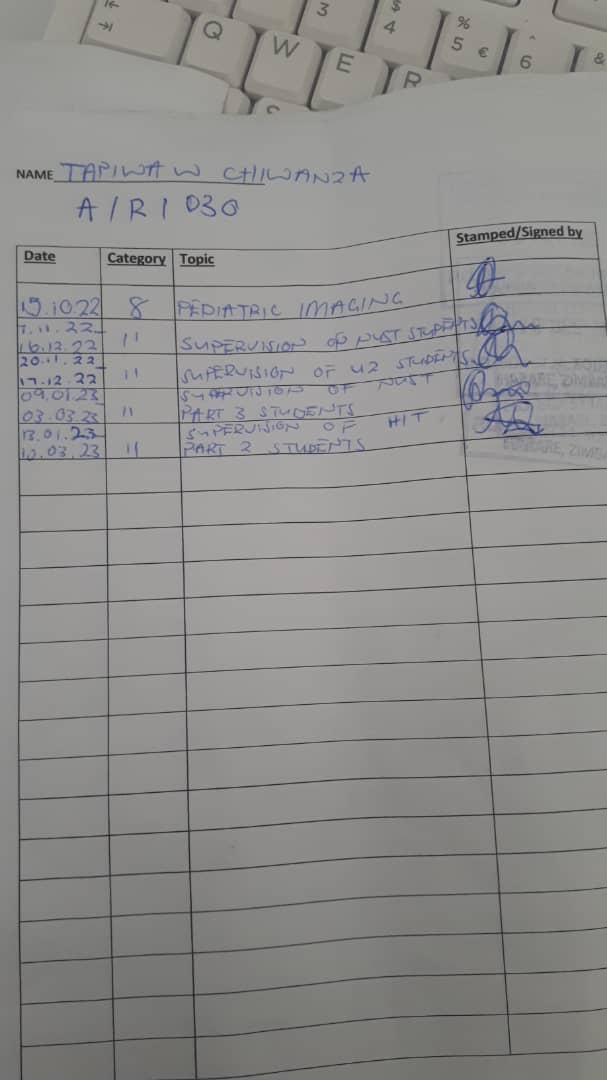 3 $ 4 % 5 € ^ 6 &
Q W E R
NAME TAPIWA W CHIWANZA
A/R1 030
Date Category Topic Stamped/Signed by
19.10.22 8 PEDIATRIC IMAGING
7.11.22
16.12.22 11 SUPERVISION OF NUST STUDENTS
20.11.22
17.12.22 11 SUPERVISION OF U2 STUDENTS
09.01.23 SUPERVISION OF NUST
03.03.23 11 PART 3 STUDENTS
13.01.23 SUPERVISION OF HIT
10.03.23 11 PART 2 STUDENTS